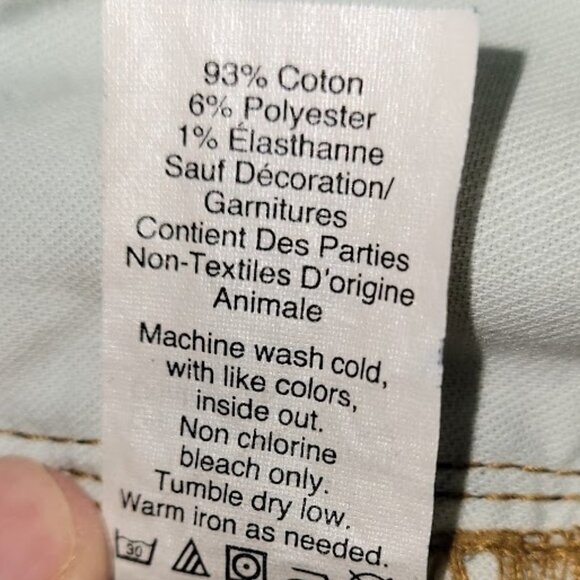 93% Coton
6% Polyester
1% Élasthanne
Sauf Décoration/
Garnitures
Contient Des Parties
Non-Textiles D'origine
Animale
Machine wash cold,
with like colors,
inside out.
Non chlorine
bleach only.
Tumble dry low.
Warm iron as needed.
30